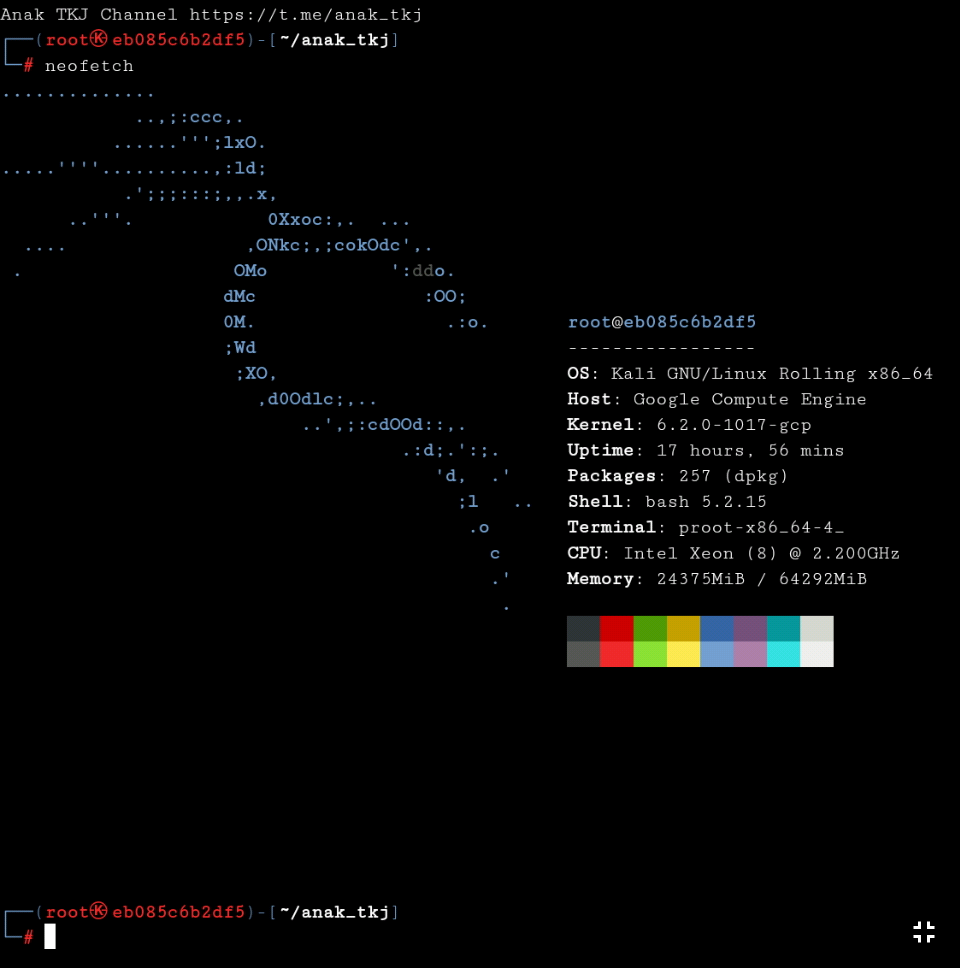 Anak TKJ Channel https://t.me/anak_tkj
┌──(root㉿eb085c6b2df5)-[~/anak_tkj]
└─# neofetch
..............
            ..,;:ccc,.
          ......''';lxO.
.....''''..........,:ld;
           .';;;:::;,,.x,
      ..'''.            0Xxoc:,.  ...
  ....                ,ONkc;,;cokOdc',.
 .                   OMo           ':ddo.
                    dMc               :OO;
                    0M.                 .:o.
                    ;Wd
                     ;XO,
                       ,d0Odlc;,..
                           ..',;:cdOOd::,.
                                    .:d;.':;.
                                       'd,  .'
                                         ;l   ..
                                          .o
                                            c
                                            .'
                                             .
root@eb085c6b2df5
-----------------
OS: Kali GNU/Linux Rolling x86_64
Host: Google Compute Engine
Kernel: 6.2.0-1017-gcp
Uptime: 17 hours, 56 mins
Packages: 257 (dpkg)
Shell: bash 5.2.15
Terminal: proot-x86_64-4_
CPU: Intel Xeon (8) @ 2.200GHz
Memory: 24375MiB / 64292MiB
┌──(root㉿eb085c6b2df5)-[~/anak_tkj]
└─#